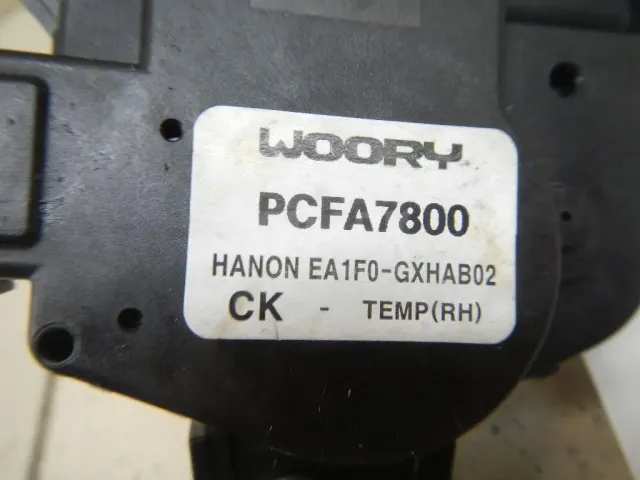 WOORY
PCFA7800
HANON EA1F0-GXHAB02
CK - TEMP(RH)